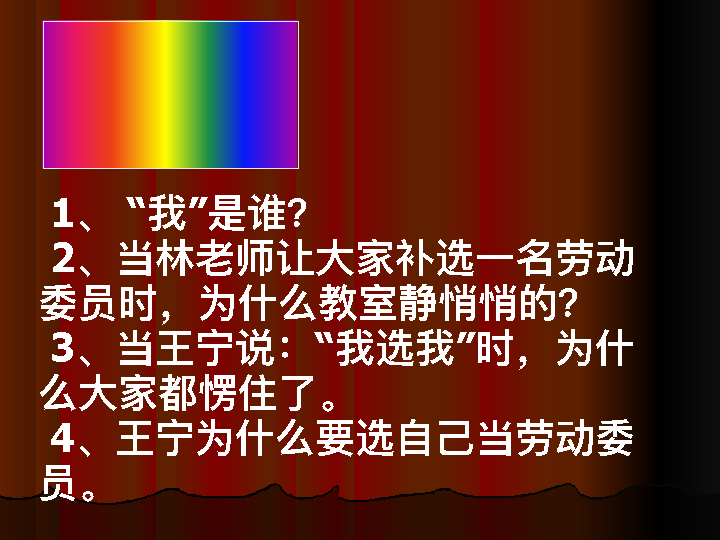 1、 “我”是谁？
2、当林老师让大家补选一名劳动
委员时，为什么教室静悄悄的？
3、当王宁说：“我选我”时，为什
么大家都愣住了。
4、王宁为什么要选自己当劳动委
员。